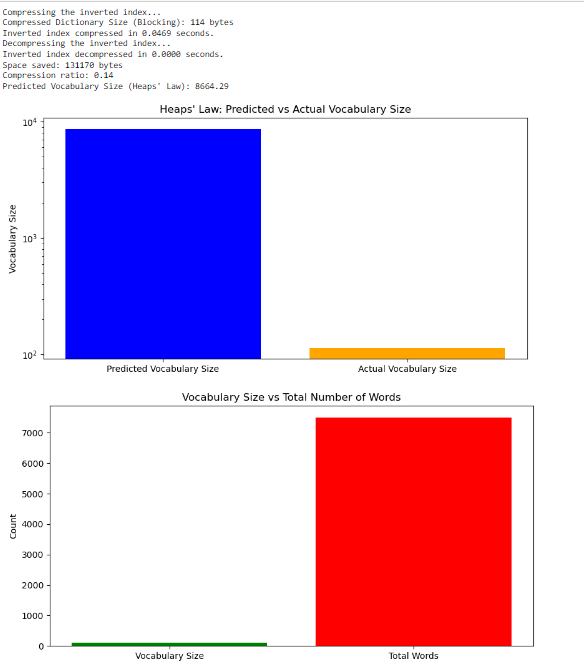 Compressing the inverted index...
Compressed Dictionary Size (Blocking): 114 bytes
Inverted index compressed in 0.0469 seconds.
Decompressing the inverted index...
Inverted index decompressed in 0.0000 seconds.
Space saved: 131170 bytes
Compression ratio: 0.14
Predicted Vocabulary Size (Heaps' Law): 8664.29
Heaps' Law: Predicted vs Actual Vocabulary Size
10⁴
10³
10²
Vocabulary Size
Predicted Vocabulary Size
Actual Vocabulary Size
Vocabulary Size vs Total Number of Words
7000
6000
5000
4000
3000
2000
1000
0
Count
Vocabulary Size
Total Words